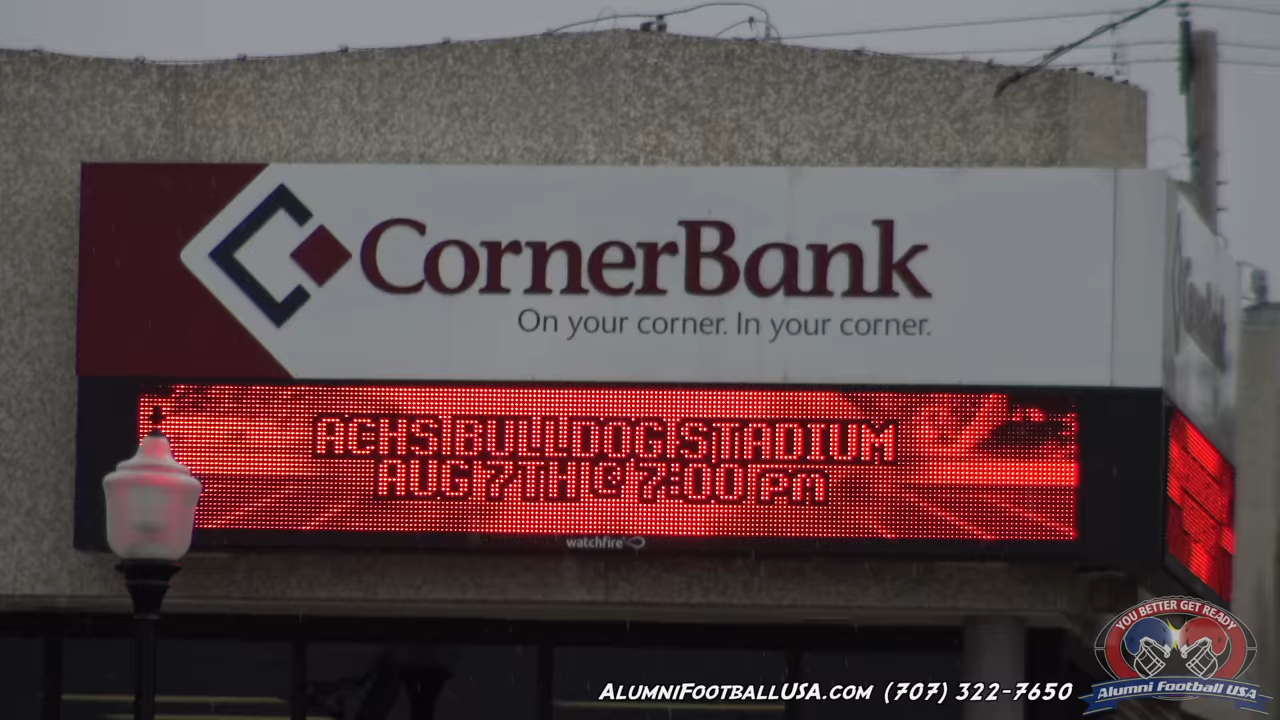 CornerBank
On your corner. In your corner.
ACHS BULLDOG STADIUM
AUG 7TH @ 7:00 PM
watchfire
YOU BETTER GET READY
Alumni Football USA
AlumniFootballUSA.com (707) 322-7650